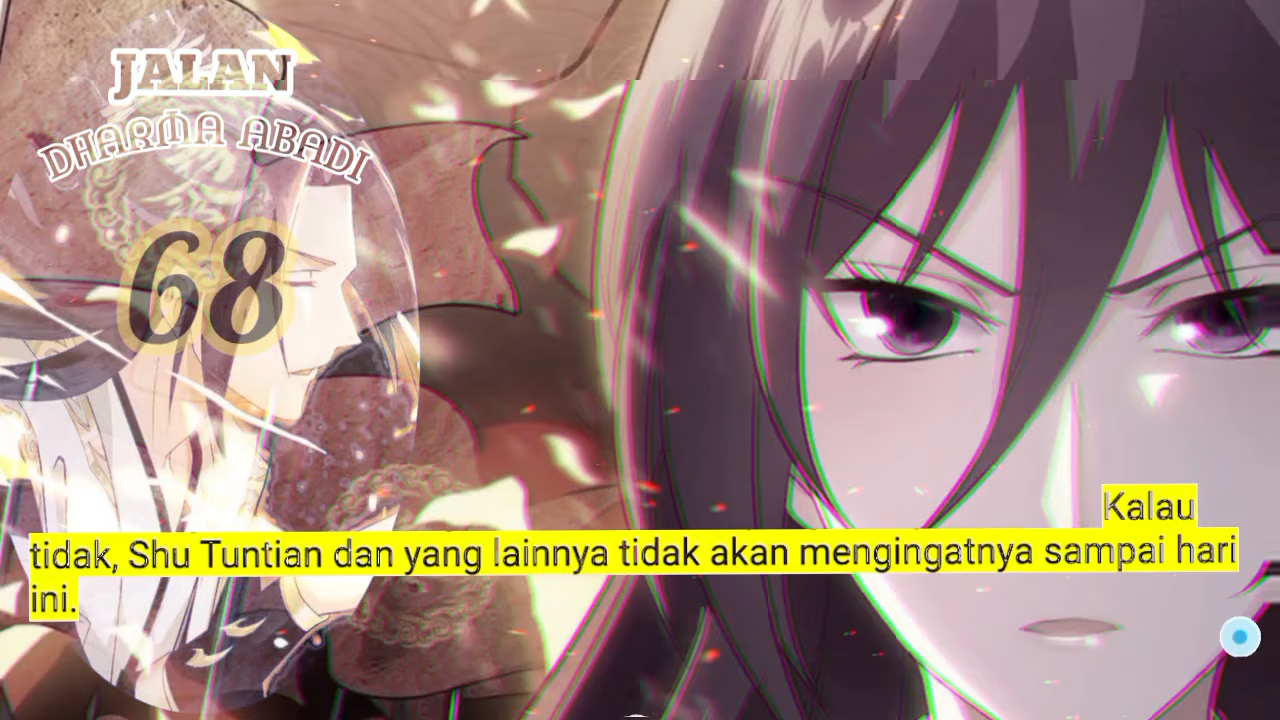 JALAN
DHARMA ABADI
68
Kalau
tidak, Shu Tuntian dan yang lainnya tidak akan mengingatnya sampai hari
ini.